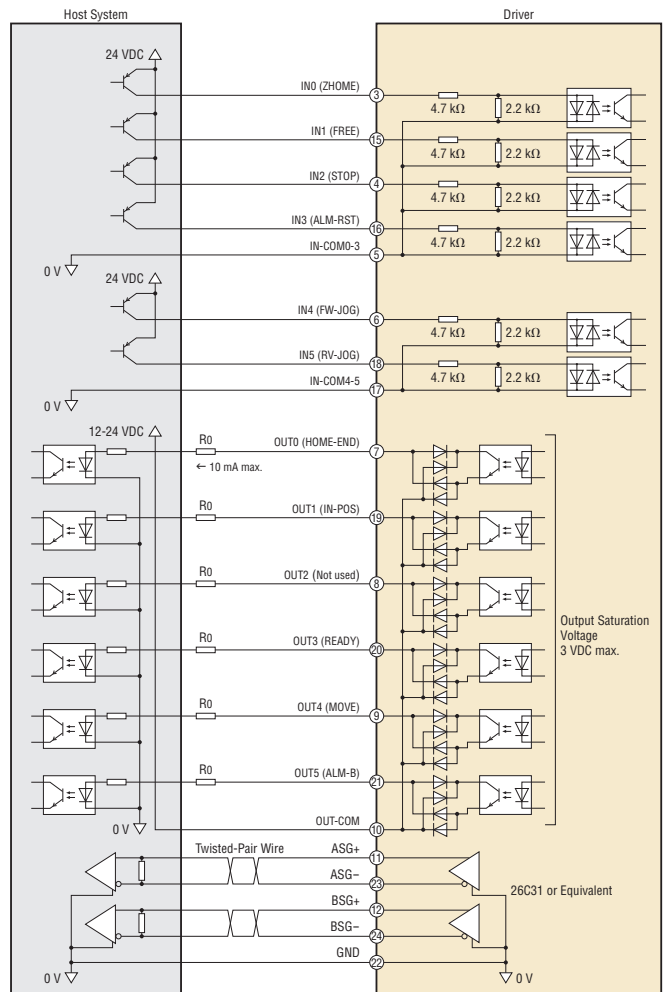 Host System
Driver
24 VDC
IN0 (ZHOME)
3
4.7 kΩ
2.2 kΩ
IN1 (FREE)
15
4.7 kΩ
2.2 kΩ
IN2 (STOP)
4
4.7 kΩ
2.2 kΩ
IN3 (ALM-RST)
16
4.7 kΩ
2.2 kΩ
IN-COM0-3
5
0 V
24 VDC
IN4 (FW-JOG)
6
4.7 kΩ
2.2 kΩ
IN5 (RV-JOG)
18
4.7 kΩ
2.2 kΩ
IN-COM4-5
17
0 V
12-24 VDC
R0
OUT0 (HOME-END)
7
← 10 mA max.
R0
OUT1 (IN-POS)
19
R0
OUT2 (Not used)
8
R0
OUT3 (READY)
20
Output Saturation
Voltage
3 VDC max.
R0
OUT4 (MOVE)
9
R0
OUT5 (ALM-B)
21
0 V
OUT-COM
10
Twisted-Pair Wire
ASG+
11
ASG−
23
26C31 or Equivalent
BSG+
12
BSG−
24
GND
22
0 V
0 V